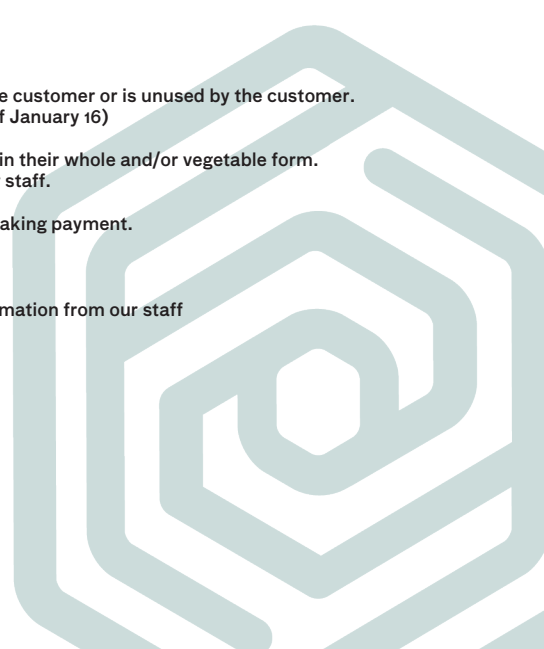 e customer or is unused by the customer.
f January 16)
in their whole and/or vegetable form.
staff.
aking payment.
mation from our staff